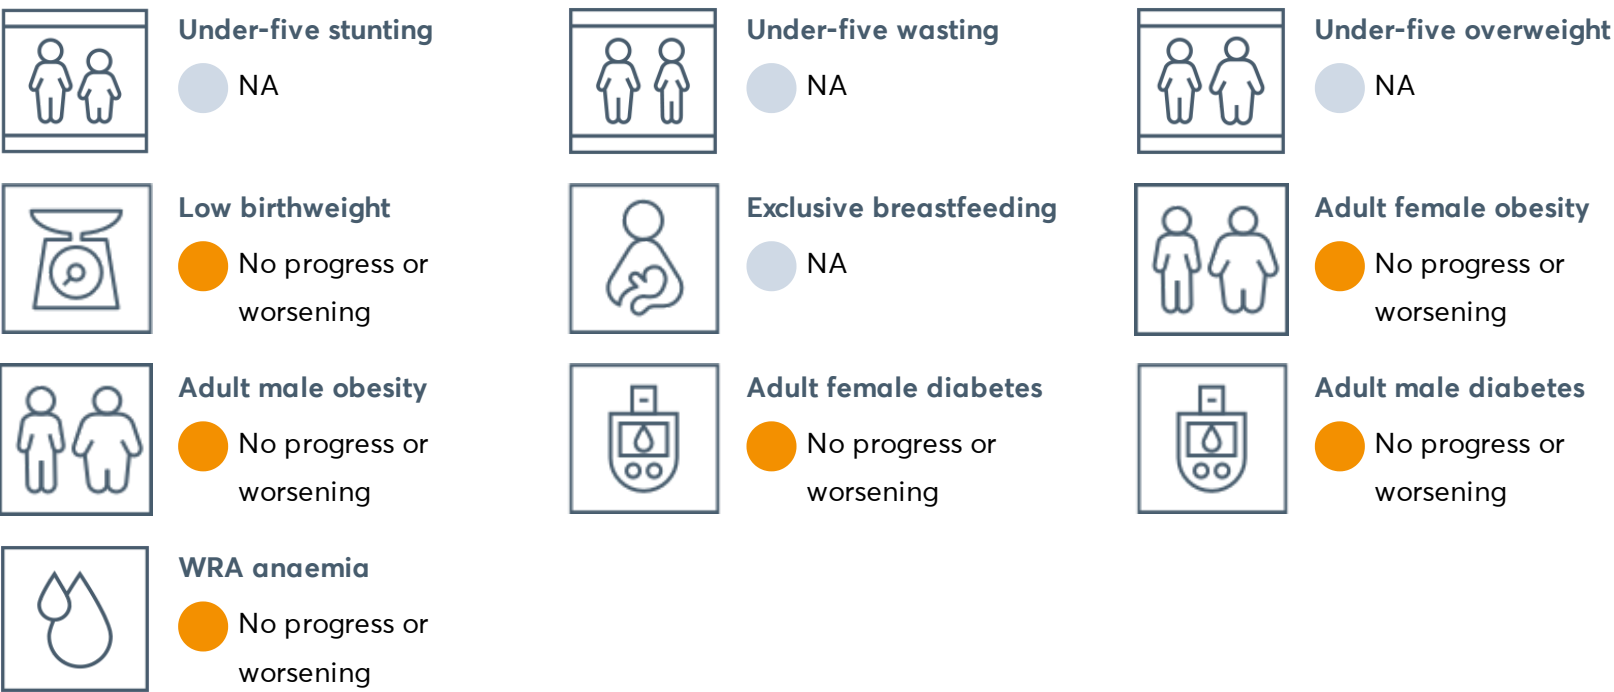 Under-five stunting
NA
Under-five wasting
NA
Under-five overweight
NA
Low birthweight
No progress or
worsening
Exclusive breastfeeding
NA
Adult female obesity
No progress or
worsening
Adult male obesity
No progress or
worsening
Adult female diabetes
No progress or
worsening
Adult male diabetes
No progress or
worsening
WRA anaemia
No progress or
worsening